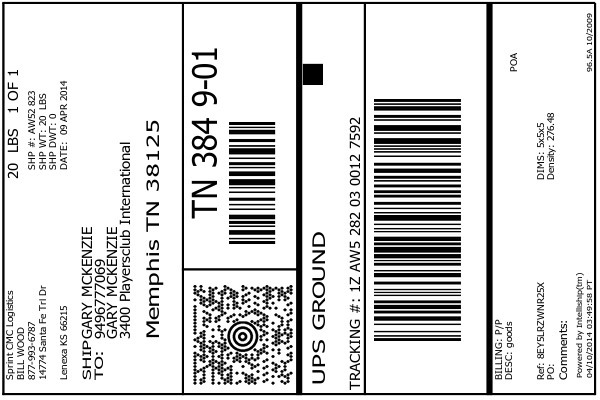 Sprint CMC Logistics
BILL WOOD
877-993-6787
14774 Santa Fe Trl Dr
Lenexa KS 66215
20 LBS 1 OF 1
SHP #: AW52 823
SHP WT: 20 LBS
SHP DWT: 0
DATE: 09 APR 2014
SHIP GARY MCKENZIE
TO: 9496777069
GARY MCKENZIE
3400 Playersclub International
Memphis TN 38125
TN 384 9-01
UPS GROUND
TRACKING #: 1Z AW5 282 03 0012 7592
BILLING: P/P
DESC: goods
POA
Ref: 8EY5LRZWNR25X
PO:
DIMS: 5x5x5
Density: 276.48
Comments:
Powered by Intelliship(tm)
04/10/2014 03:49:58 PT
96.5A 10/2009